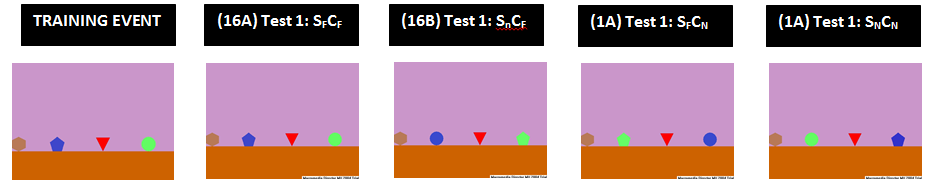 TRAINING EVENT
(16A) Test 1: SFCF
(16B) Test 1: SnCF
(1A) Test 1: SFCN
(1A) Test 1: SNCN